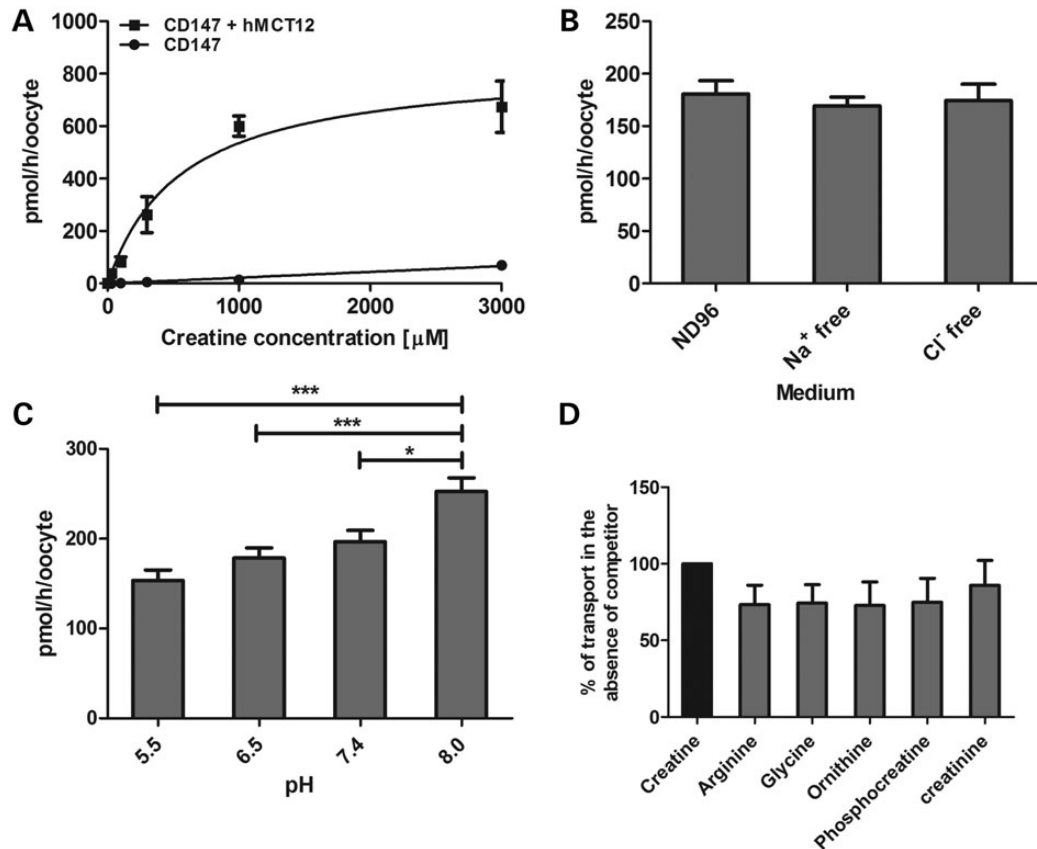 A
1000
800
600
400
200
0
pmol/h/oocyte
CD147 + hMCT12
CD147
0
1000
2000
3000
Creatine concentration [μM]
B
250
200
150
100
50
0
pmol/h/oocyte
ND96
Na⁺ free
Cl⁻ free
Medium
C
***
***
*
300
200
100
0
pmol/h/oocyte
5.5
6.5
7.4
8.0
pH
D
150
100
50
0
% of transport in the
absence of competitor
Creatine
Arginine
Glycine
Ornithine
Phosphocreatine
creatinine